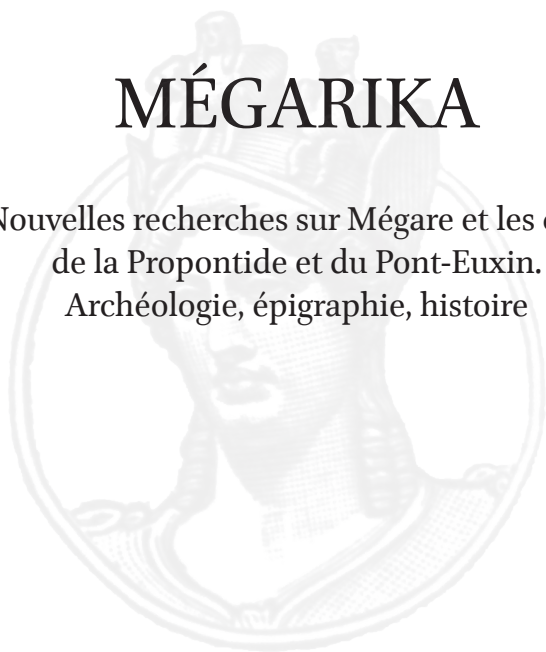 MÉGARIKA
Nouvelles recherches sur Mégare et les
de la Propontide et du Pont-Euxin.
Archéologie, épigraphie, histoire